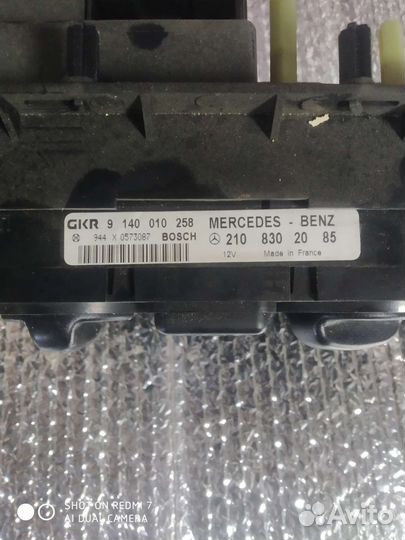 GKR 9 140 010 258 MERCEDES - BENZ
944 X 0573087 BOSCH 210 830 20 85
12V Made in France
SHOT ON REDMI 7
AI DUAL CAMERA
Avito